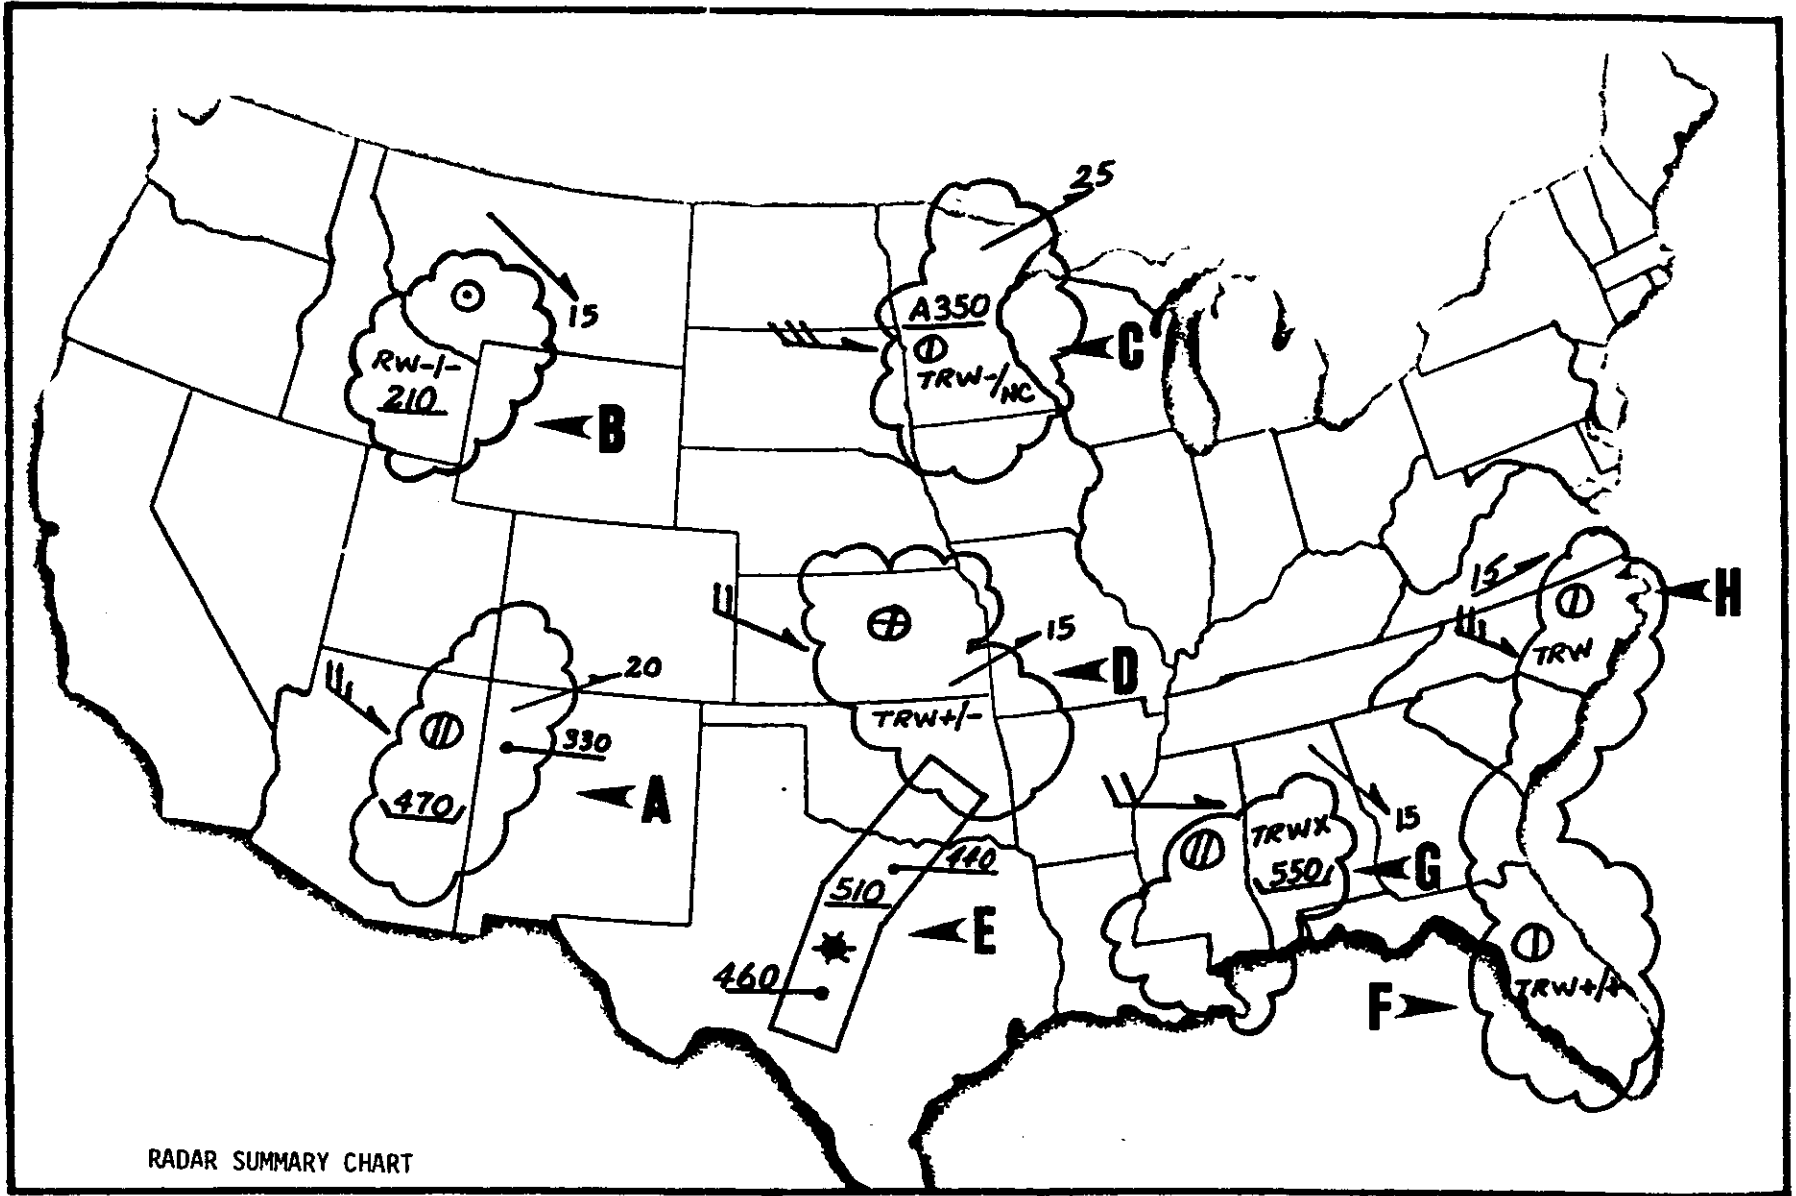 25
15
A350
C
RW-/-
210
TRW-/NC
B
15
H
TRW
15
D
20
TRW+/-
330
A
470
TRWX
15
550
G
440
510
E
460
F
TRW+/+
RADAR SUMMARY CHART